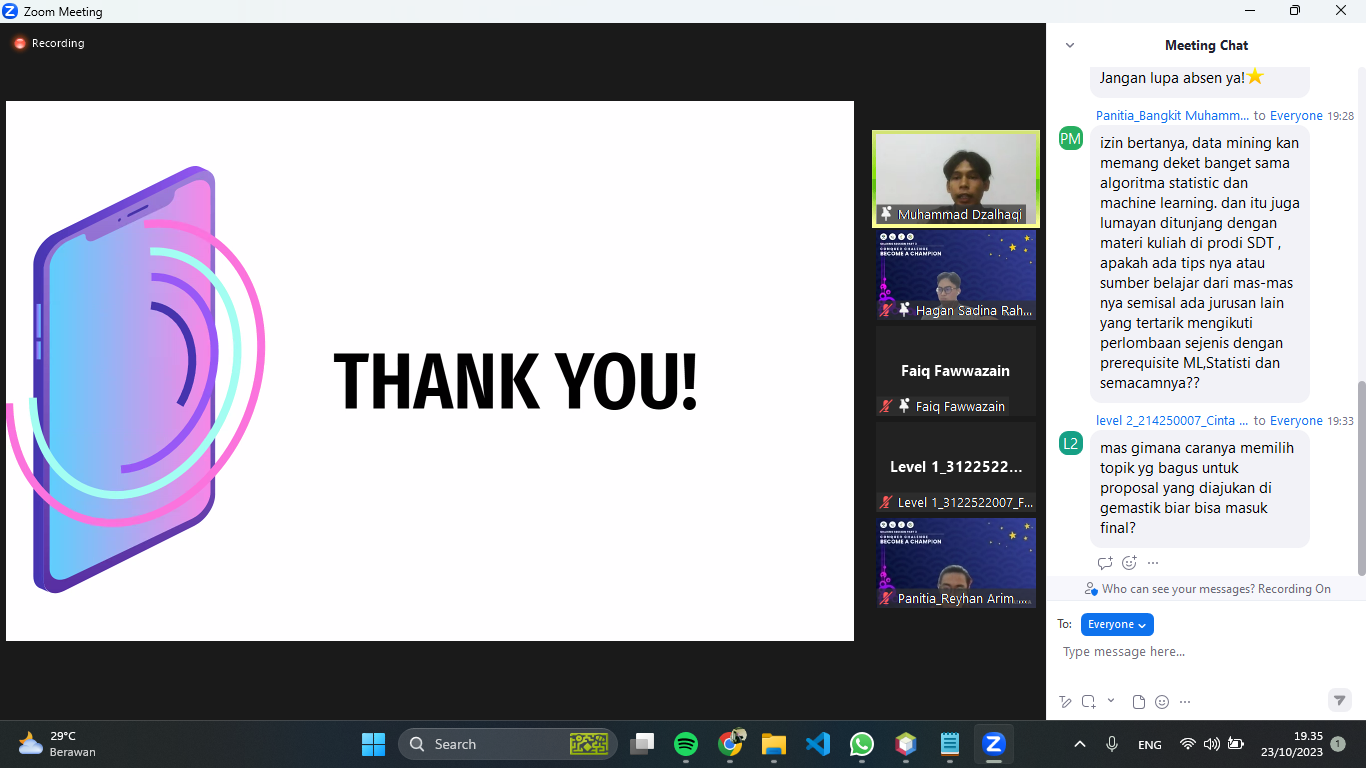 Zoom Meeting
Recording
THANK YOU!
Muhammad Dzalhaqi
BECOME A CHAMPION
Hagan Sadina Rah...
Faiq Fawwazain
Faiq Fawwazain
Level 1_3122522...
Level 1_3122522007_F...
BECOME A CHAMPION
Panitia_Reyhan Arim...
Meeting Chat
Jangan lupa absen ya!⭐
Panitia_Bangkit Muhamm... to Everyone 19:28
PM
izin bertanya, data mining kan
memang deket banget sama
algoritma statistic dan
machine learning. dan itu juga
lumayan ditunjang dengan
materi kuliah di prodi SDT ,
apakah ada tips nya atau
sumber belajar dari mas-mas
nya semisal ada jurusan lain
yang tertarik mengikuti
perlombaan sejenis dengan
prerequisite ML,Statisti dan
semacamnya??
level 2_214250007_Cinta ... to Everyone 19:33
L2
mas gimana caranya memilih
topik yg bagus untuk
proposal yang diajukan di
gemastik biar bisa masuk
final?
Who can see your messages? Recording On
To: Everyone
Type message here...
29°C
Berawan
Search
ENG
19.35
23/10/2023
1